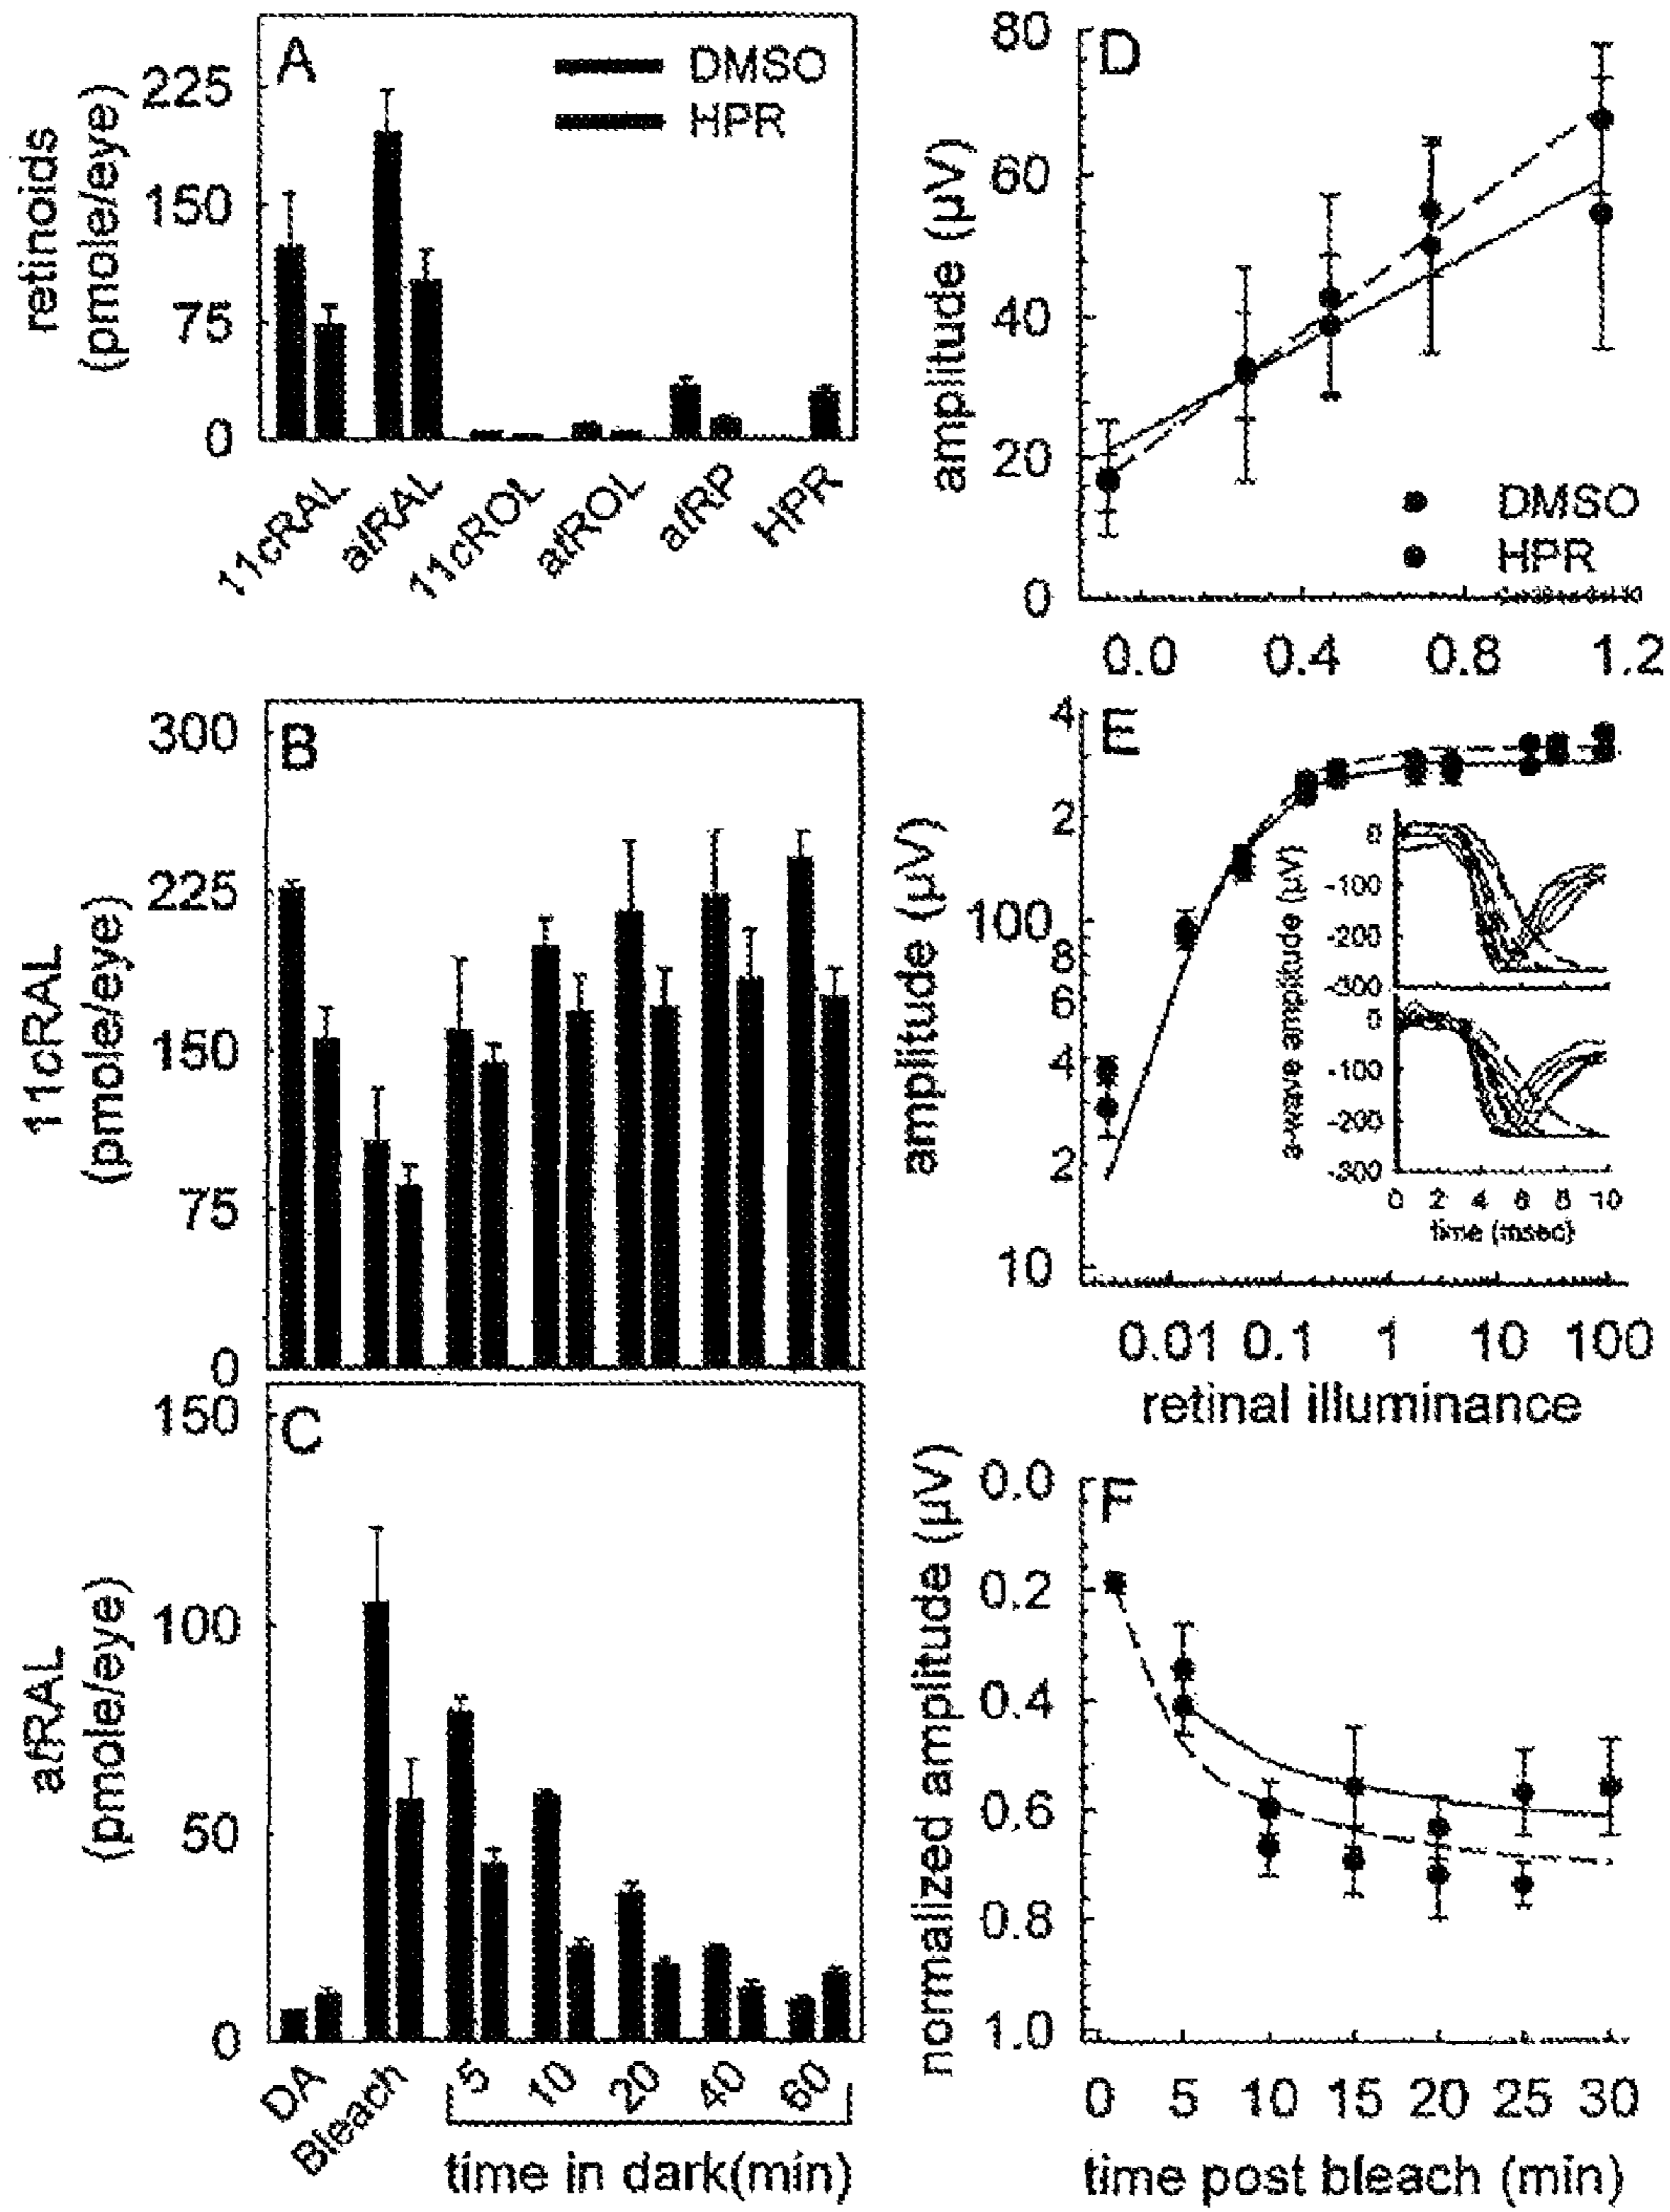 A
DMSO
HPR
retinoids
(pmole/eye)
225
150
75
0
11cRAL
atRAL
11cROL
atROL
atRP
HPR
B
11cRAL
(pmole/eye)
300
225
150
75
0
C
atRAL
(pmole/eye)
150
100
50
0
DA
Bleach
5
10
20
40
60
time in dark(min)
D
amplitude (µV)
80
60
40
20
0
DMSO
HPR
0.0 0.4 0.8 1.2
E
amplitude (µV)
4
2
100
8
6
4
2
10
a-wave amplitude (µV)
0
-100
-200
-300
0
-100
-200
-300
0 2 4 6 8 10
time (msec)
0.01 0.1 1 10 100
retinal illuminance
F
normalized amplitude (µV)
0.0
0.2
0.4
0.6
0.8
1.0
0 5 10 15 20 25 30
time post bleach (min)